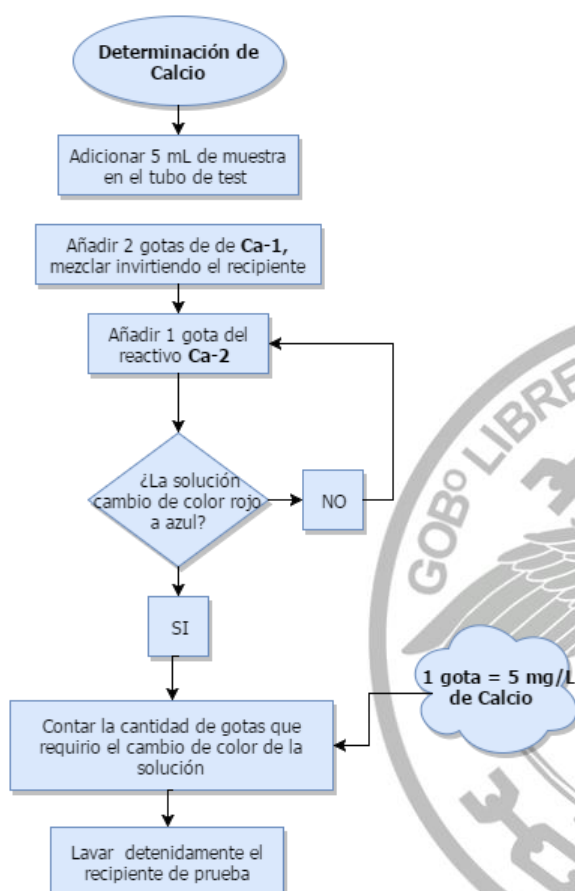 Determinación de
Calcio
Adicionar 5 mL de muestra
en el tubo de test
Añadir 2 gotas de de Ca-1,
mezclar invirtiendo el recipiente
Añadir 1 gota del
reactivo Ca-2
¿La solución
cambio de color rojo
a azul?
NO
SI
1 gota = 5 mg/L
de Calcio
Contar la cantidad de gotas que
requirio el cambio de color de la
solución
Lavar detenidamente el
recipiente de prueba
GOBº LIBRE